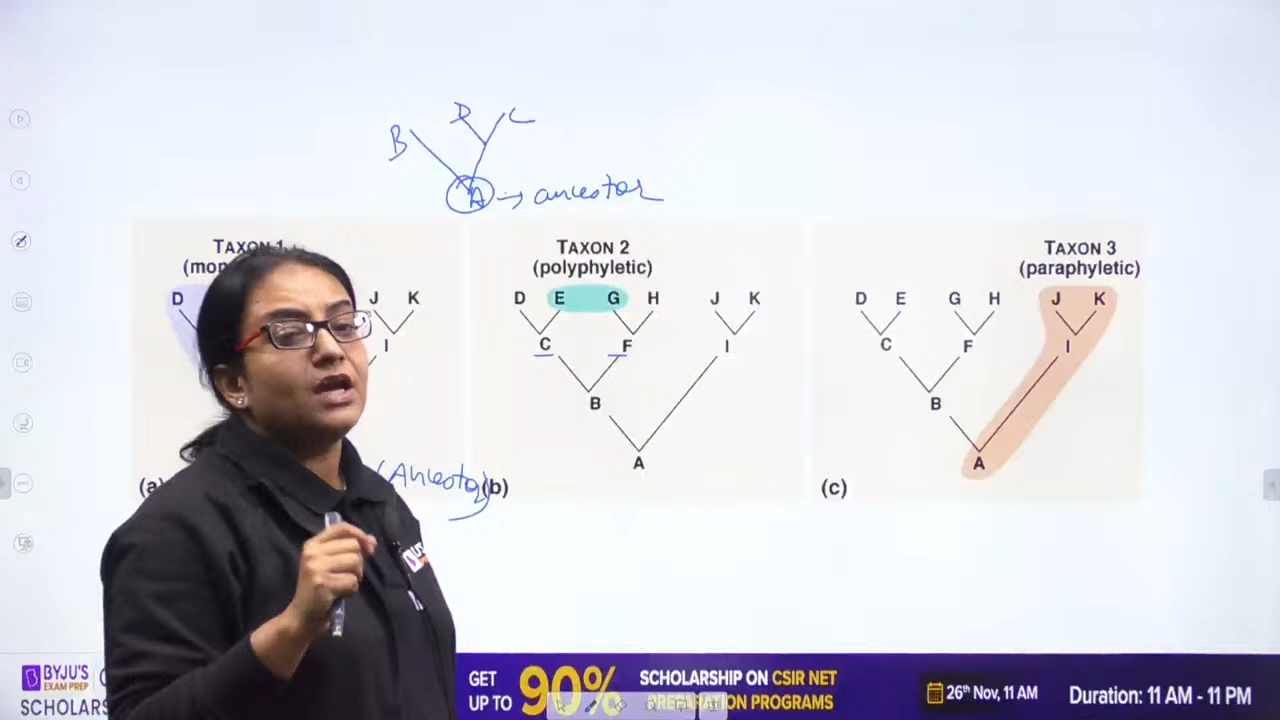 D C
B
A → ancestor
TAXON 1
TAXON 2
(polyphyletic)
TAXON 3
(paraphyletic)
D J K
D E G H J K
D E G H J K
I
C F I
C F I
B
B
A
A
(Ancestor)
(a)
(b)
(c)
BYJU'S
EXAM PREP
SCHOLARS
GET
UP TO
90%
SCHOLARSHIP ON CSIR NET
PREPARATION PROGRAMS
26th Nov, 11 AM
Duration: 11 AM - 11 PM